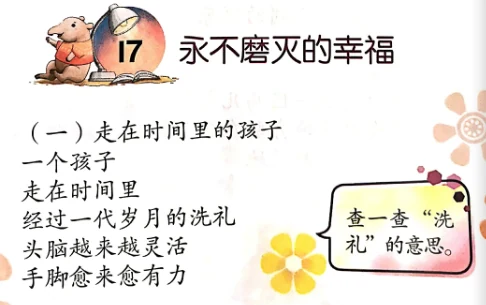 17
永不磨灭的幸福
（一）走在时间里的孩子
一个孩子
走在时间里
经过一代岁月的洗礼
头脑越来越灵活
手脚愈来愈有力
查一查“洗
礼”的意思。